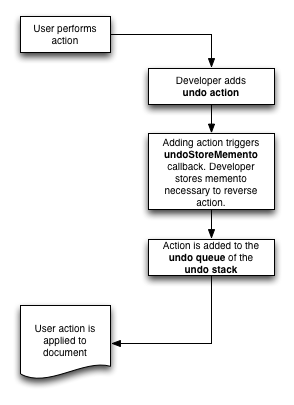 User performs
action
Developer adds
undo action
Adding action triggers
undoStoreMemento
callback. Developer
stores memento
necessary to reverse
action.
Action is added to the
undo queue of the
undo stack
User action is
applied to
document